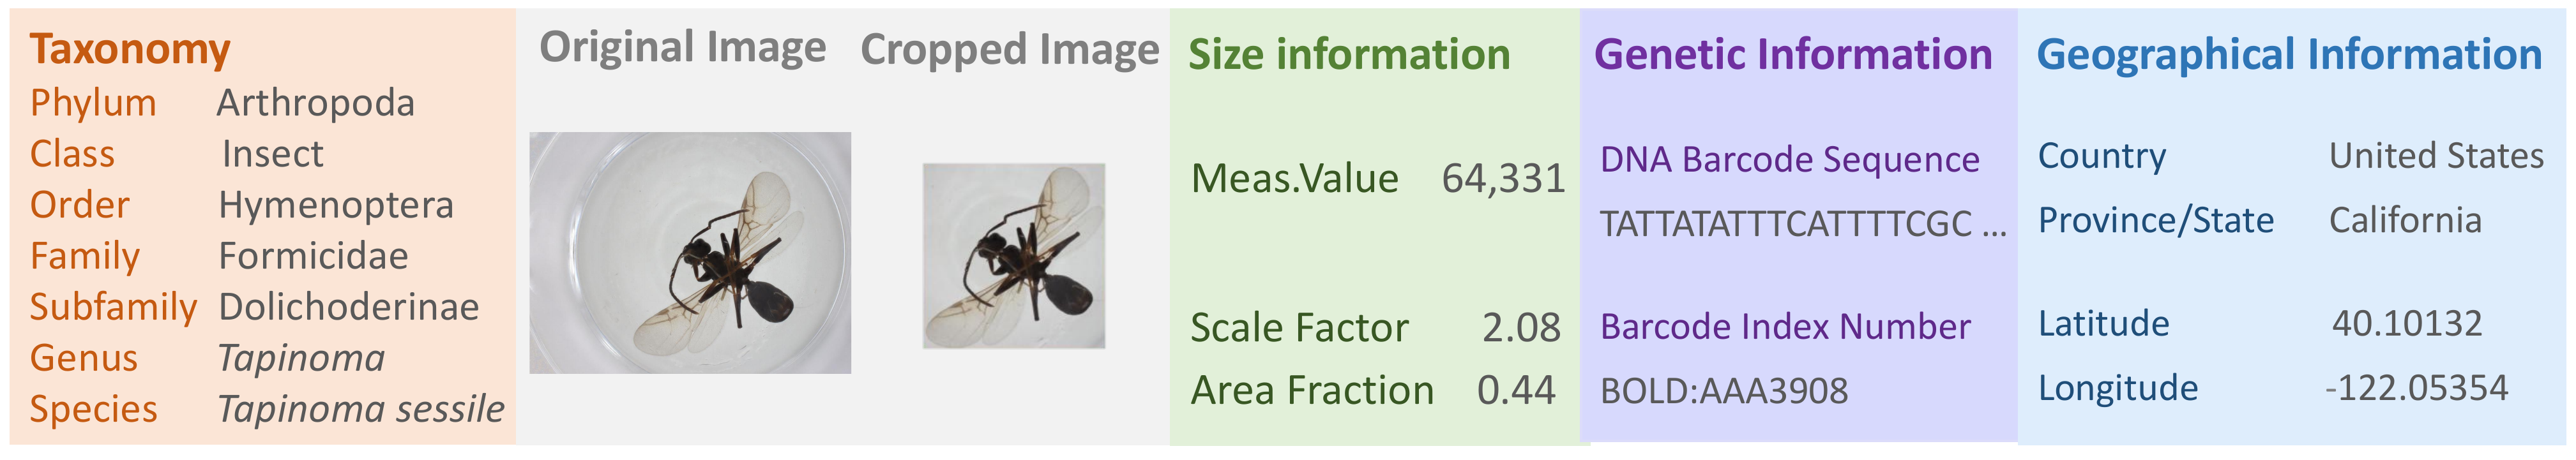 Taxonomy
Phylum Arthropoda
Class Insect
Order Hymenoptera
Family Formicidae
Subfamily Dolichoderinae
Genus Tapinoma
Species Tapinoma sessile
Original Image
Cropped Image
Size information
Meas.Value 64,331
Scale Factor 2.08
Area Fraction 0.44
Genetic Information
DNA Barcode Sequence
TATTATATTTCATTTTCGC ...
Barcode Index Number
BOLD:AAA3908
Geographical Information
Country United States
Province/State California
Latitude 40.10132
Longitude -122.05354